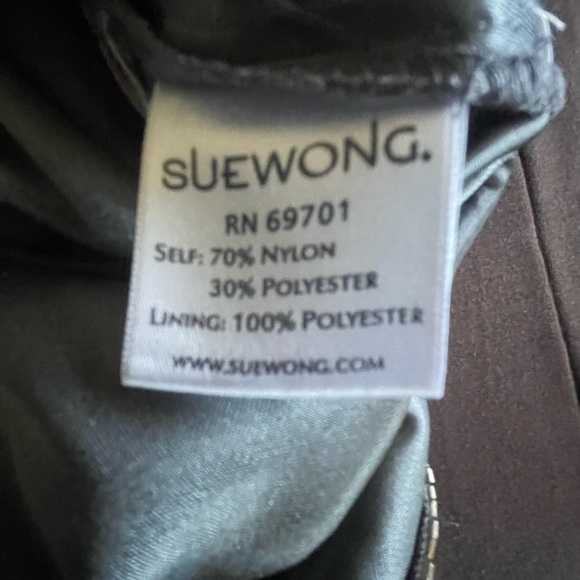 SUEWONG.
RN 69701
SELF: 70% NYLON
30% POLYESTER
LINING: 100% POLYESTER
WWW.SUEWONG.COM